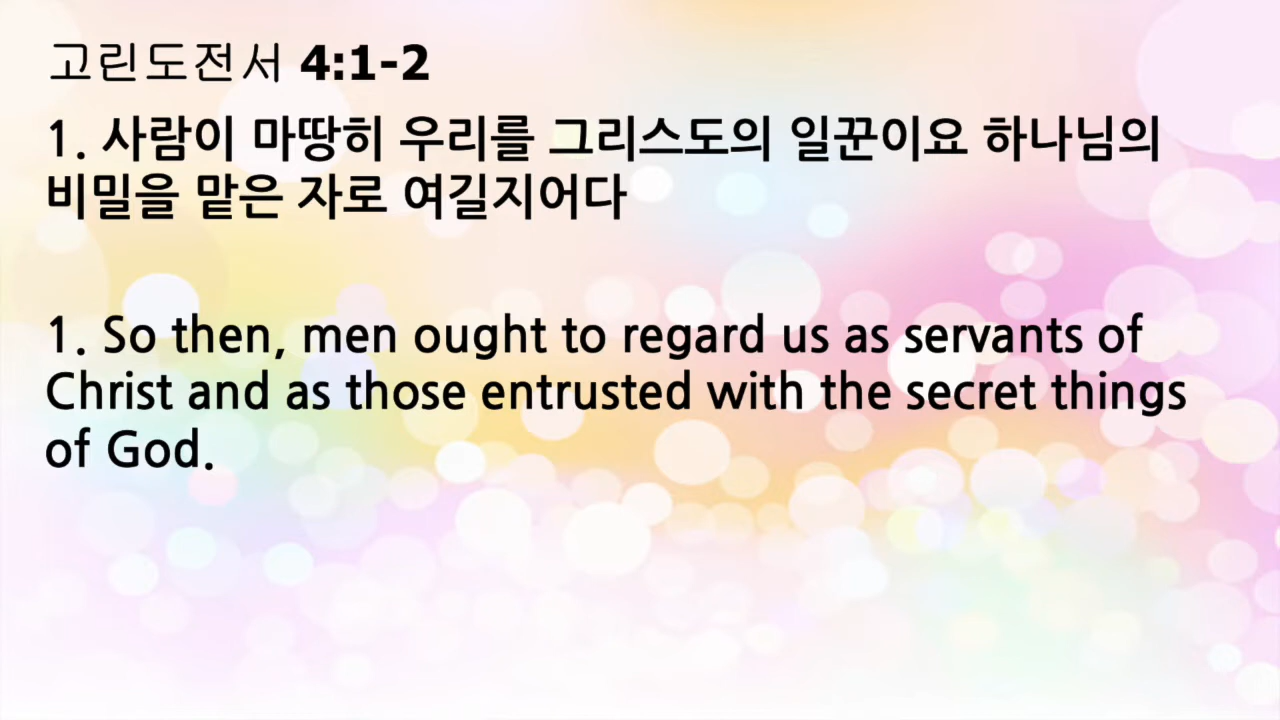 고린도전서 4:1-2
1. 사람이 마땅히 우리를 그리스도의 일꾼이요 하나님의
비밀을 맡은 자로 여길지어다
1. So then, men ought to regard us as servants of
Christ and as those entrusted with the secret things
of God.